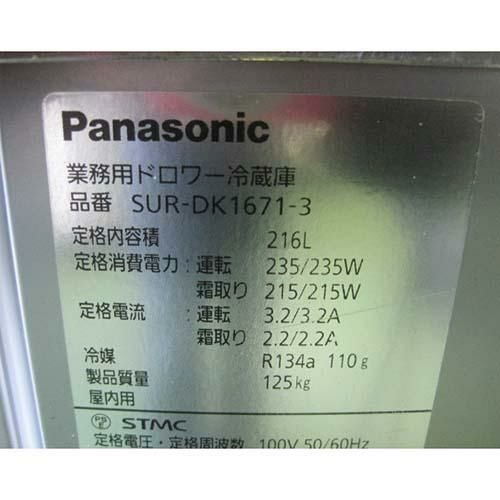 Panasonic
業務用ドロワー冷蔵庫
品番 SUR-DK1671-3
定格内容積 216L
定格消費電力:運転 235/235W
霜取り 215/215W
定格電流 :運転 3.2/3.2A
霜取り 2.2/2.2A
冷媒 R134a 110g
製品質量 125kg
屋内用
PS E STMC
定格電圧・定格周波数 100V 50/60Hz